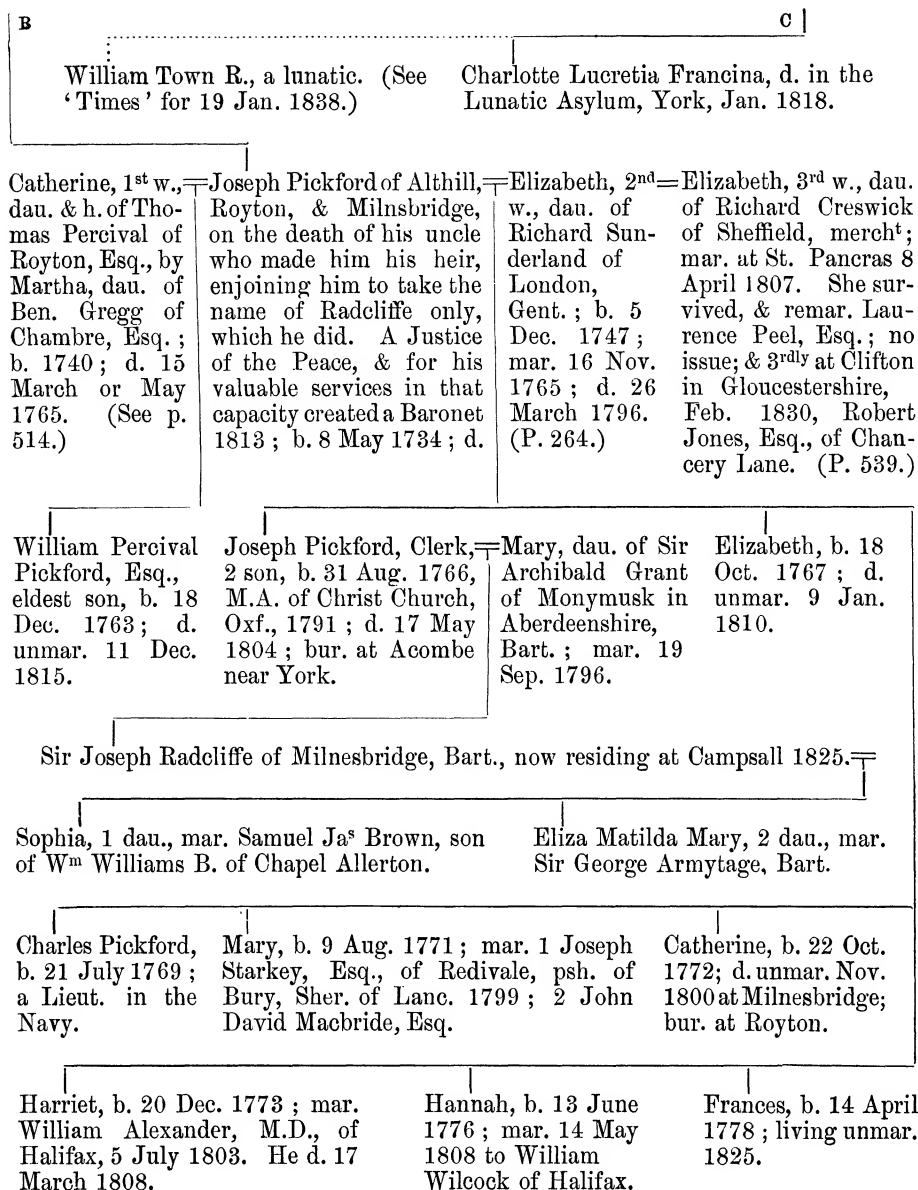 B
C
William Town R., a lunatic. (See
‘Times’ for 19 Jan. 1838.)
Charlotte Lucretia Francina, d. in the
Lunatic Asylum, York, Jan. 1818.
Catherine, 1st w.,
dau. & h. of Tho-
mas Percival of
Royton, Esq., by
Martha, dau. of
Ben. Gregg of
Chambre, Esq. ;
b. 1740 ; d. 15
March or May
1765. (See p.
514.)
Joseph Pickford of Althill,
Royton, & Milnsbridge,
on the death of his uncle
who made him his heir,
enjoining him to take the
name of Radcliffe only,
which he did. A Justice
of the Peace, & for his
valuable services in that
capacity created a Baronet
1813 ; b. 8 May 1734 ; d.
Elizabeth, 2nd
w., dau. of
Richard Sun-
derland of
London,
Gent. ; b. 5
Dec. 1747 ;
mar. 16 Nov.
1765 ; d. 26
March 1796.
(P. 264.)
Elizabeth, 3rd w., dau.
of Richard Creswick
of Sheffield, mercht ;
mar. at St. Pancras 8
April 1807. She sur-
vived, & remar. Lau-
rence Peel, Esq. ; no
issue; & 3rdly at Clifton
in Gloucestershire,
Feb. 1830, Robert
Jones, Esq., of Chan-
cery Lane. (P. 539.)
William Percival
Pickford, Esq.,
eldest son, b. 18
Dec. 1763 ; d.
unmar. 11 Dec.
1815.
Joseph Pickford, Clerk,
2 son, b. 31 Aug. 1766,
M.A. of Christ Church,
Oxf., 1791 ; d. 17 May
1804 ; bur. at Acombe
near York.
Mary, dau. of Sir
Archibald Grant
of Monymusk in
Aberdeenshire,
Bart. ; mar. 19
Sep. 1796.
Elizabeth, b. 18
Oct. 1767 ; d.
unmar. 9 Jan.
1810.
Sir Joseph Radcliffe of Milnesbridge, Bart., now residing at Campsall 1825.
Sophia, 1 dau., mar. Samuel Jas Brown, son
of Wm Williams B. of Chapel Allerton.
Eliza Matilda Mary, 2 dau., mar.
Sir George Armytage, Bart.
Charles Pickford,
b. 21 July 1769 ;
a Lieut. in the
Navy.
Mary, b. 9 Aug. 1771 ; mar. 1 Joseph
Starkey, Esq., of Redivale, psh. of
Bury, Sher. of Lanc. 1799 ; 2 John
David Macbride, Esq.
Catherine, b. 22 Oct.
1772; d. unmar. Nov.
1800 at Milnesbridge;
bur. at Royton.
Harriet, b. 20 Dec. 1773 ; mar.
William Alexander, M.D., of
Halifax, 5 July 1803. He d. 17
March 1808.
Hannah, b. 13 June
1776 ; mar. 14 May
1808 to William
Wilcock of Halifax.
Frances, b. 14 April
1778 ; living unmar.
1825.